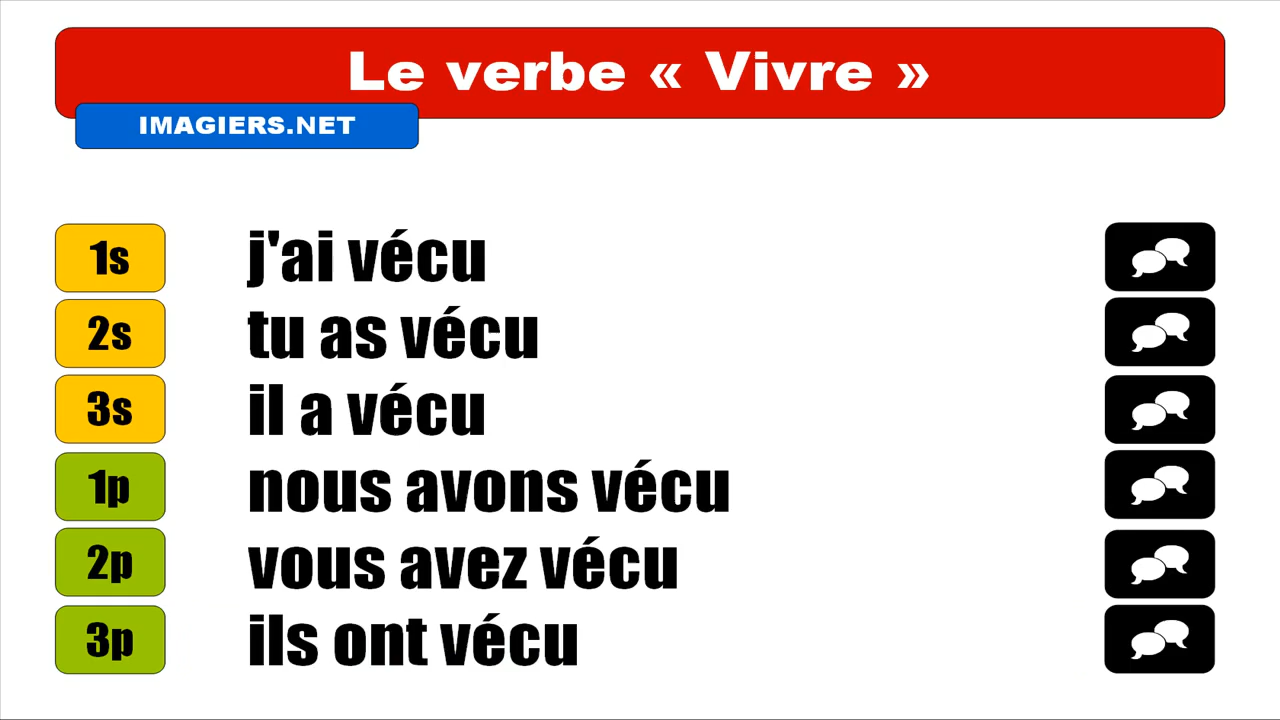 Le verbe « Vivre »
IMAGIERS.NET
1s j'ai vécu
2s tu as vécu
3s il a vécu
1p nous avons vécu
2p vous avez vécu
3p ils ont vécu